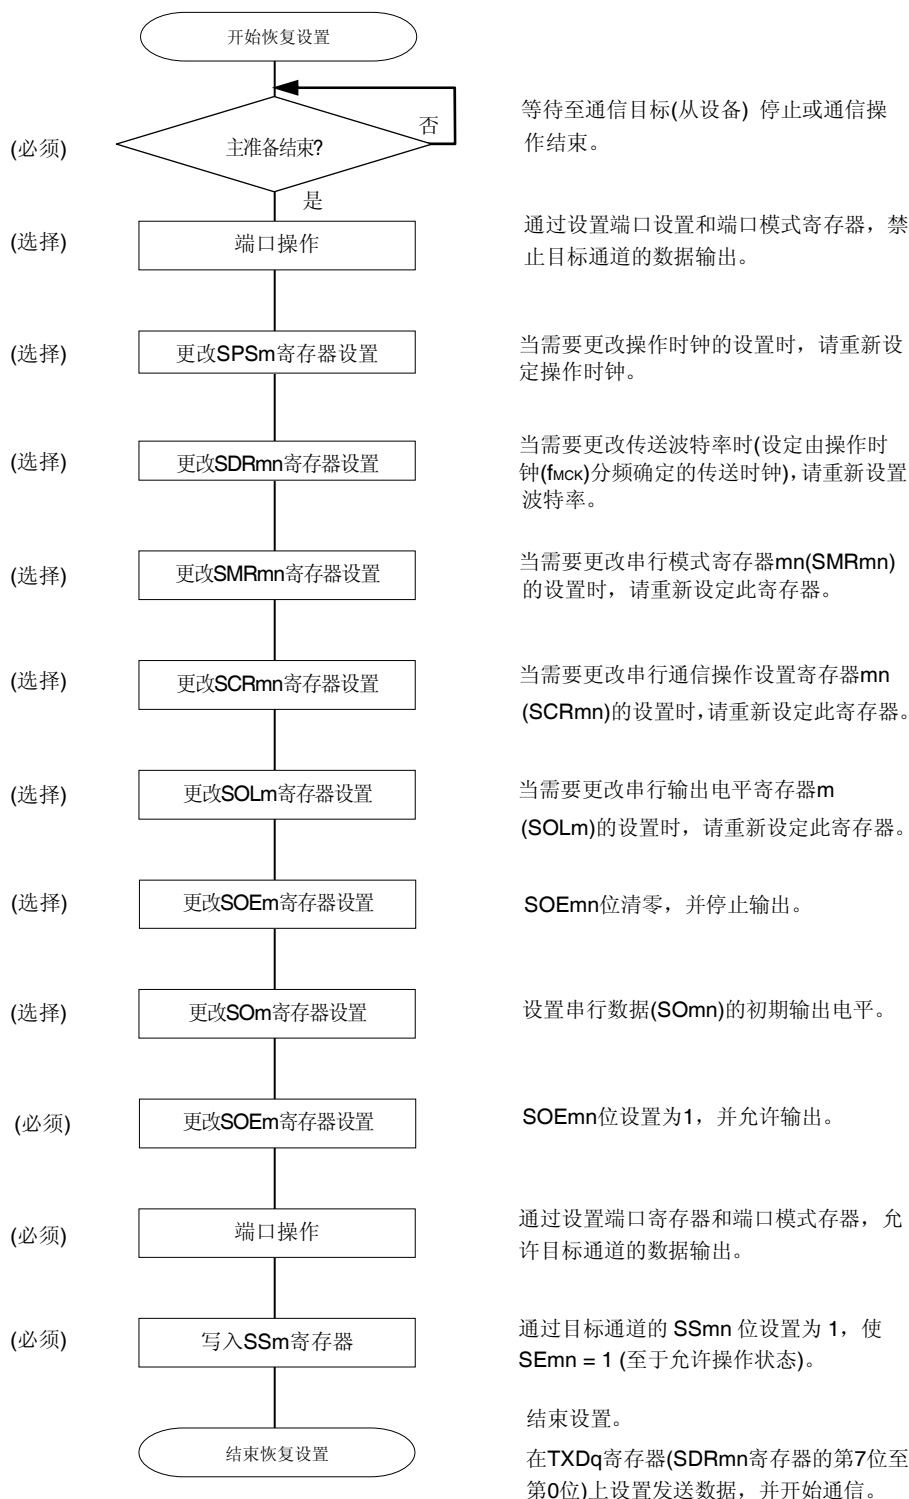 开始恢复设置
(必须)
主准备结束?
否
是
等待至通信目标(从设备) 停止或通信操
作结束。
(选择)
端口操作
通过设置端口设置和端口模式寄存器，禁
止目标通道的数据输出。
(选择)
更改SPSm寄存器设置
当需要更改操作时钟的设置时，请重新设
定操作时钟。
(选择)
更改SDRmn寄存器设置
当需要更改传送波特率时(设定由操作时
钟(fMCK)分频确定的传送时钟)，请重新设置
波特率。
(选择)
更改SMRmn寄存器设置
当需要更改串行模式寄存器mn(SMRmn)
的设置时，请重新设定此寄存器。
(选择)
更改SCRmn寄存器设置
当需要更改串行通信操作设置寄存器mn
(SCRmn)的设置时，请重新设定此寄存器。
(选择)
更改SOLm寄存器设置
当需要更改串行输出电平寄存器m
(SOLm)的设置时，请重新设定此寄存器。
(选择)
更改SOEm寄存器设置
SOEmn位清零，并停止输出。
(选择)
更改SOm寄存器设置
设置串行数据(SOmn)的初期输出电平。
(必须)
更改SOEm寄存器设置
SOEmn位设置为1，并允许输出。
(必须)
端口操作
通过设置端口寄存器和端口模式存器，允
许目标通道的数据输出。
(必须)
写入SSm寄存器
通过目标通道的 SSmn 位设置为 1，使
SEmn = 1 (至于允许操作状态)。
结束恢复设置
结束设置。
在TXDq寄存器(SDRmn寄存器的第7位至
第0位)上设置发送数据，并开始通信。